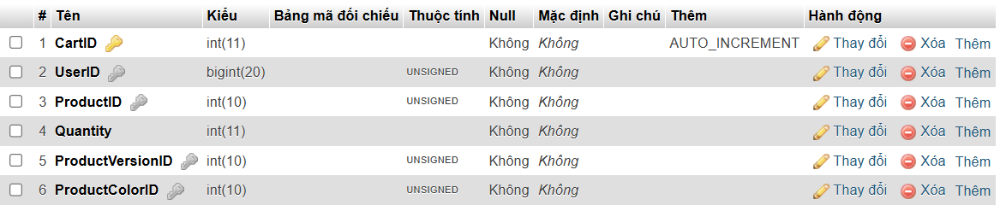 # Tên Kiểu Bảng mã đối chiếu Thuộc tính Null Mặc định Ghi chú Thêm Hành động
1 CartID int(11) Không Không AUTO_INCREMENT Thay đổi Xóa Thêm
2 UserID bigint(20) UNSIGNED Không Không Thay đổi Xóa Thêm
3 ProductID int(10) UNSIGNED Không Không Thay đổi Xóa Thêm
4 Quantity int(11) Không Không Thay đổi Xóa Thêm
5 ProductVersionID int(10) UNSIGNED Không Không Thay đổi Xóa Thêm
6 ProductColorID int(10) UNSIGNED Không Không Thay đổi Xóa Thêm